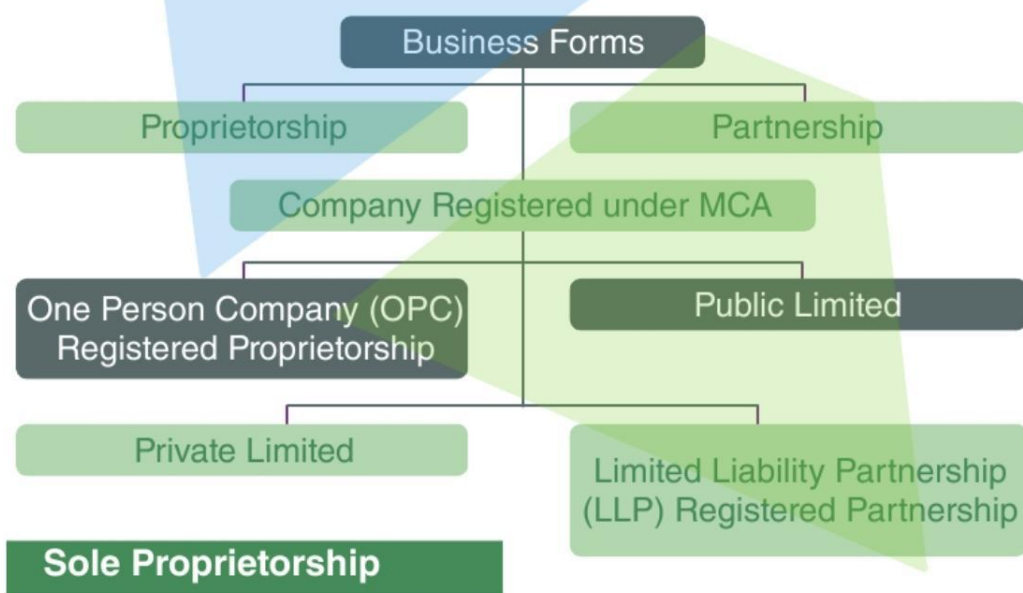 Business Forms
Proprietorship
Partnership
Company Registered under MCA
One Person Company (OPC)
Registered Proprietorship
Public Limited
Private Limited
Limited Liability Partnership
(LLP) Registered Partnership
Sole Proprietorship